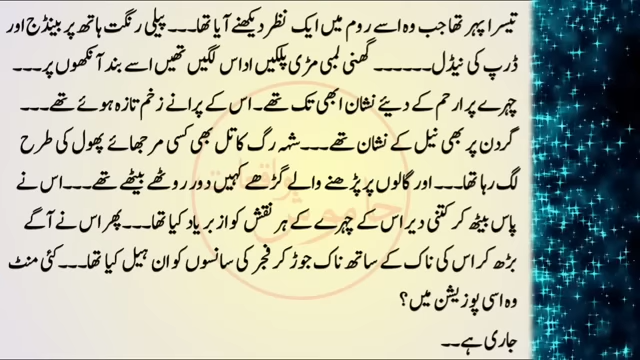 تیسرا پہر تھا جب وہ اسے روم میں ایک نظر دیکھنے آیا تھا۔۔۔ پیلی رنگت ہاتھ پر بینڈج اور
ڈرپ کی نیڈل۔۔۔۔۔۔ گھنی لمبی مڑی پلکیں اداس لگیں تھیں اسے بند آنکھوں پر۔۔۔
چہرے پر ارحم کے دیئے نشان ابھی تک تھے۔ اس کے پرانے زخم تازہ ہوئے تھے۔۔۔
گردن پر بھی نیل کے نشان تھے۔۔۔ شہہ رگ کا تل بھی کسی مرجھائے پھول کی طرح
لگ رہا تھا۔۔۔ اور گالوں پر پڑھنے والے گڑھے کہیں دور روٹھے بیٹھے تھے۔۔۔ اس نے
پاس بیٹھ کر کتنی دیر اس کے چہرے کے ہر نقش کو ازبر یاد کیا تھا۔۔۔ پھر اس نے آگے
بڑھ کر اس کی ناک کے ساتھ ناک جوڑ کر فجر کی سانسوں کو ان ہیل کیا تھا۔۔۔ کئی منٹ
وہ اسی پوزیشن میں؟
جاری ہے۔۔